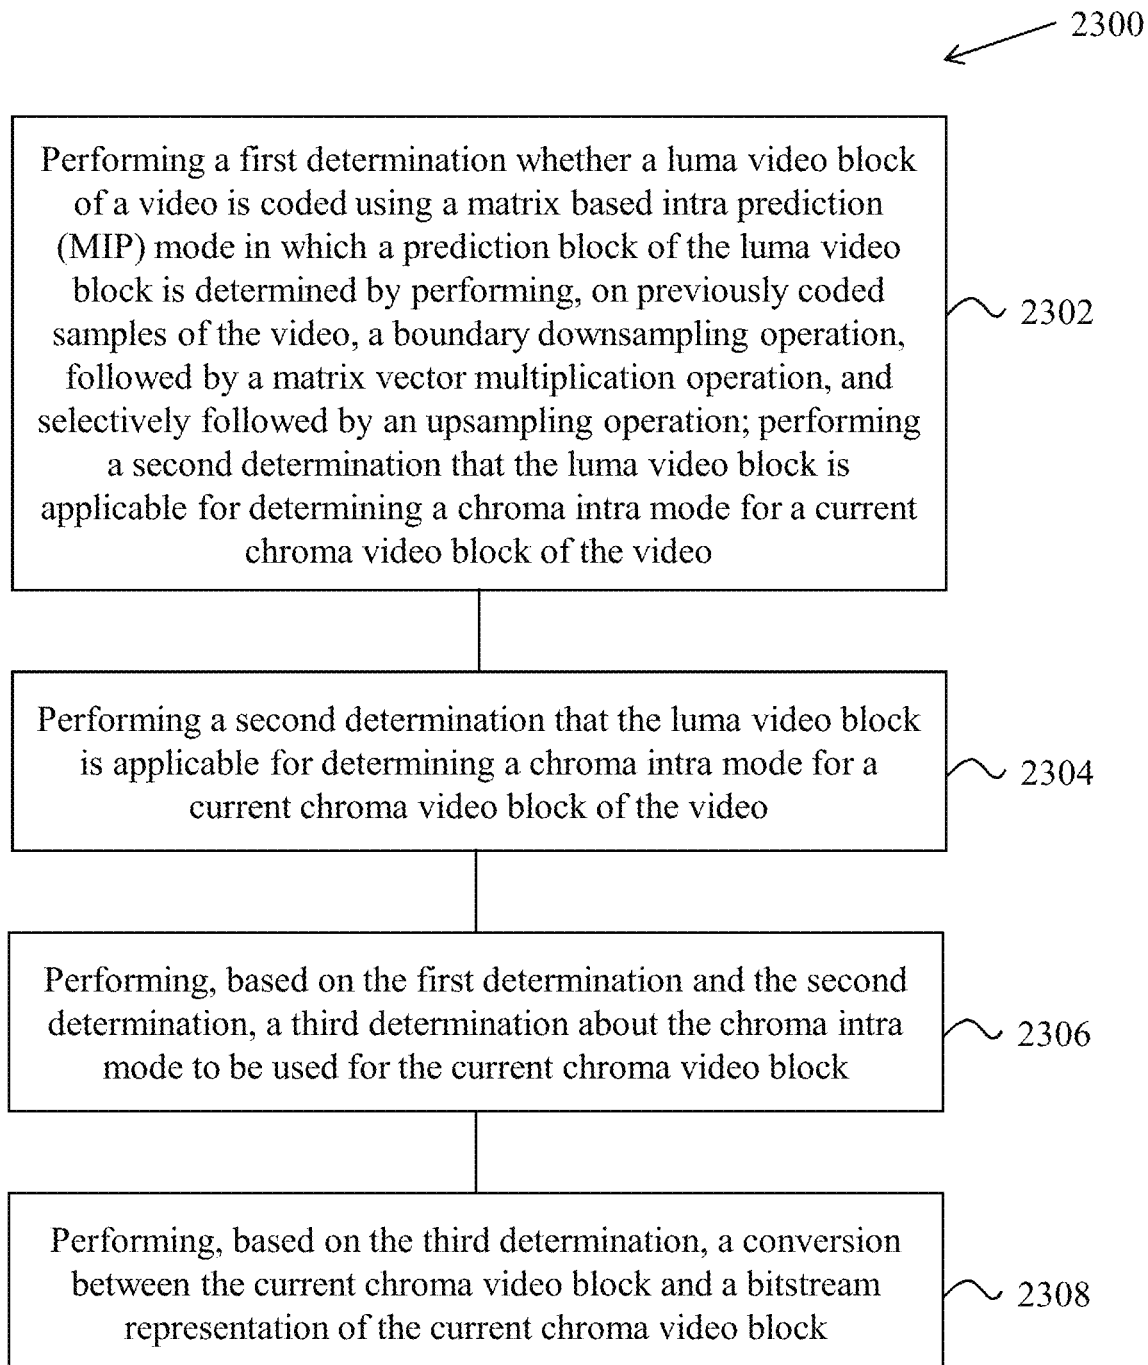 2300
Performing a first determination whether a luma video block
of a video is coded using a matrix based intra prediction
(MIP) mode in which a prediction block of the luma video
block is determined by performing, on previously coded
samples of the video, a boundary downsampling operation,
followed by a matrix vector multiplication operation, and
selectively followed by an upsampling operation; performing
a second determination that the luma video block is
applicable for determining a chroma intra mode for a current
chroma video block of the video
2302
Performing a second determination that the luma video block
is applicable for determining a chroma intra mode for a
current chroma video block of the video
2304
Performing, based on the first determination and the second
determination, a third determination about the chroma intra
mode to be used for the current chroma video block
2306
Performing, based on the third determination, a conversion
between the current chroma video block and a bitstream
representation of the current chroma video block
2308